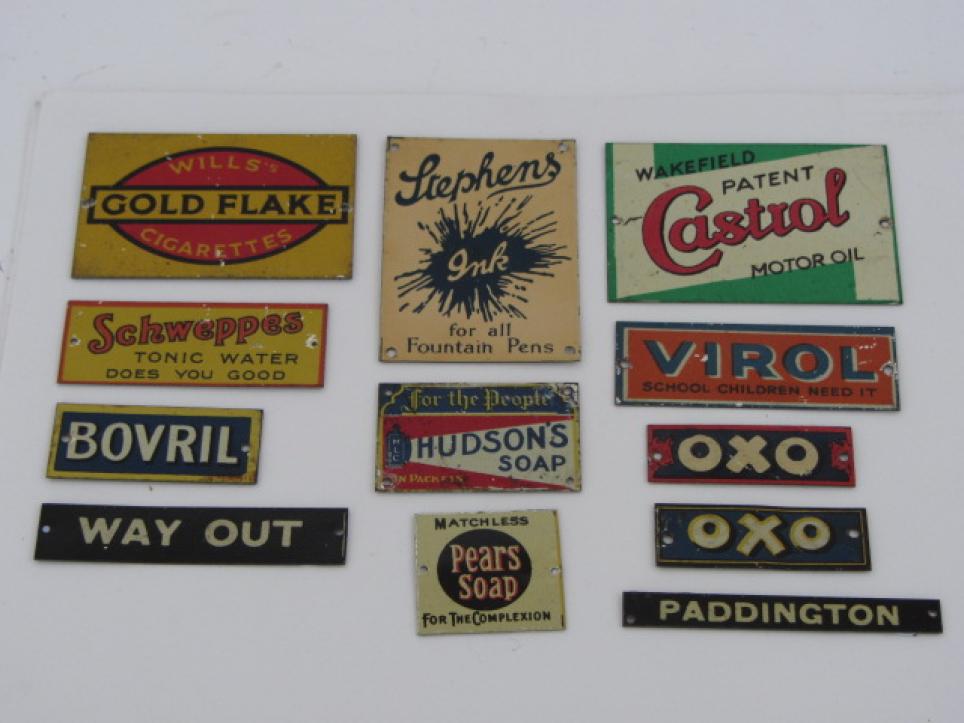 WILLS's
GOLD FLAKE
CIGARETTES
Schweppes
TONIC WATER
DOES YOU GOOD
BOVRIL
WAY OUT
Stephens
Ink
for all
Fountain Pens
For the People
HUDSON'S
SOAP
IN PACKETS
MATCHLESS
Pears
Soap
FOR THE COMPLEXION
WAKEFIELD
PATENT
Castrol
MOTOR OIL
VIROL
SCHOOL CHILDREN NEED IT
OXO
OXO
PADDINGTON